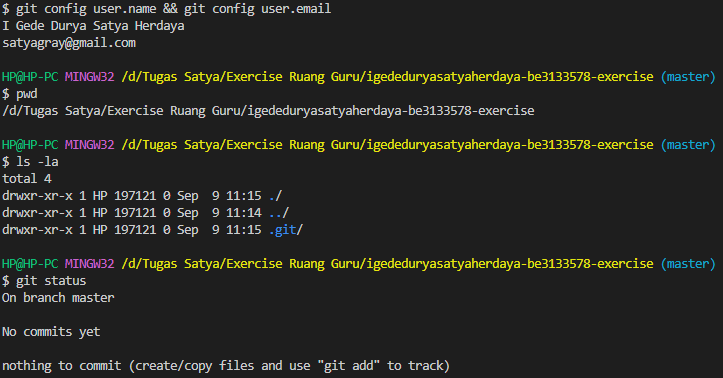 $ git config user.name && git config user.email
I Gede Durya Satya Herdaya
satyagray@gmail.com

HP@HP-PC MINGW32 /d/Tugas Satya/Exercise Ruang Guru/igededuryasatyaherdaya-be3133578-exercise (master)
$ pwd
/d/Tugas Satya/Exercise Ruang Guru/igededuryasatyaherdaya-be3133578-exercise

HP@HP-PC MINGW32 /d/Tugas Satya/Exercise Ruang Guru/igededuryasatyaherdaya-be3133578-exercise (master)
$ ls -la
total 4
drwxr-xr-x 1 HP 197121 0 Sep  9 11:15 ./
drwxr-xr-x 1 HP 197121 0 Sep  9 11:14 ../
drwxr-xr-x 1 HP 197121 0 Sep  9 11:15 .git/

HP@HP-PC MINGW32 /d/Tugas Satya/Exercise Ruang Guru/igededuryasatyaherdaya-be3133578-exercise (master)
$ git status
On branch master

No commits yet

nothing to commit (create/copy files and use "git add" to track)